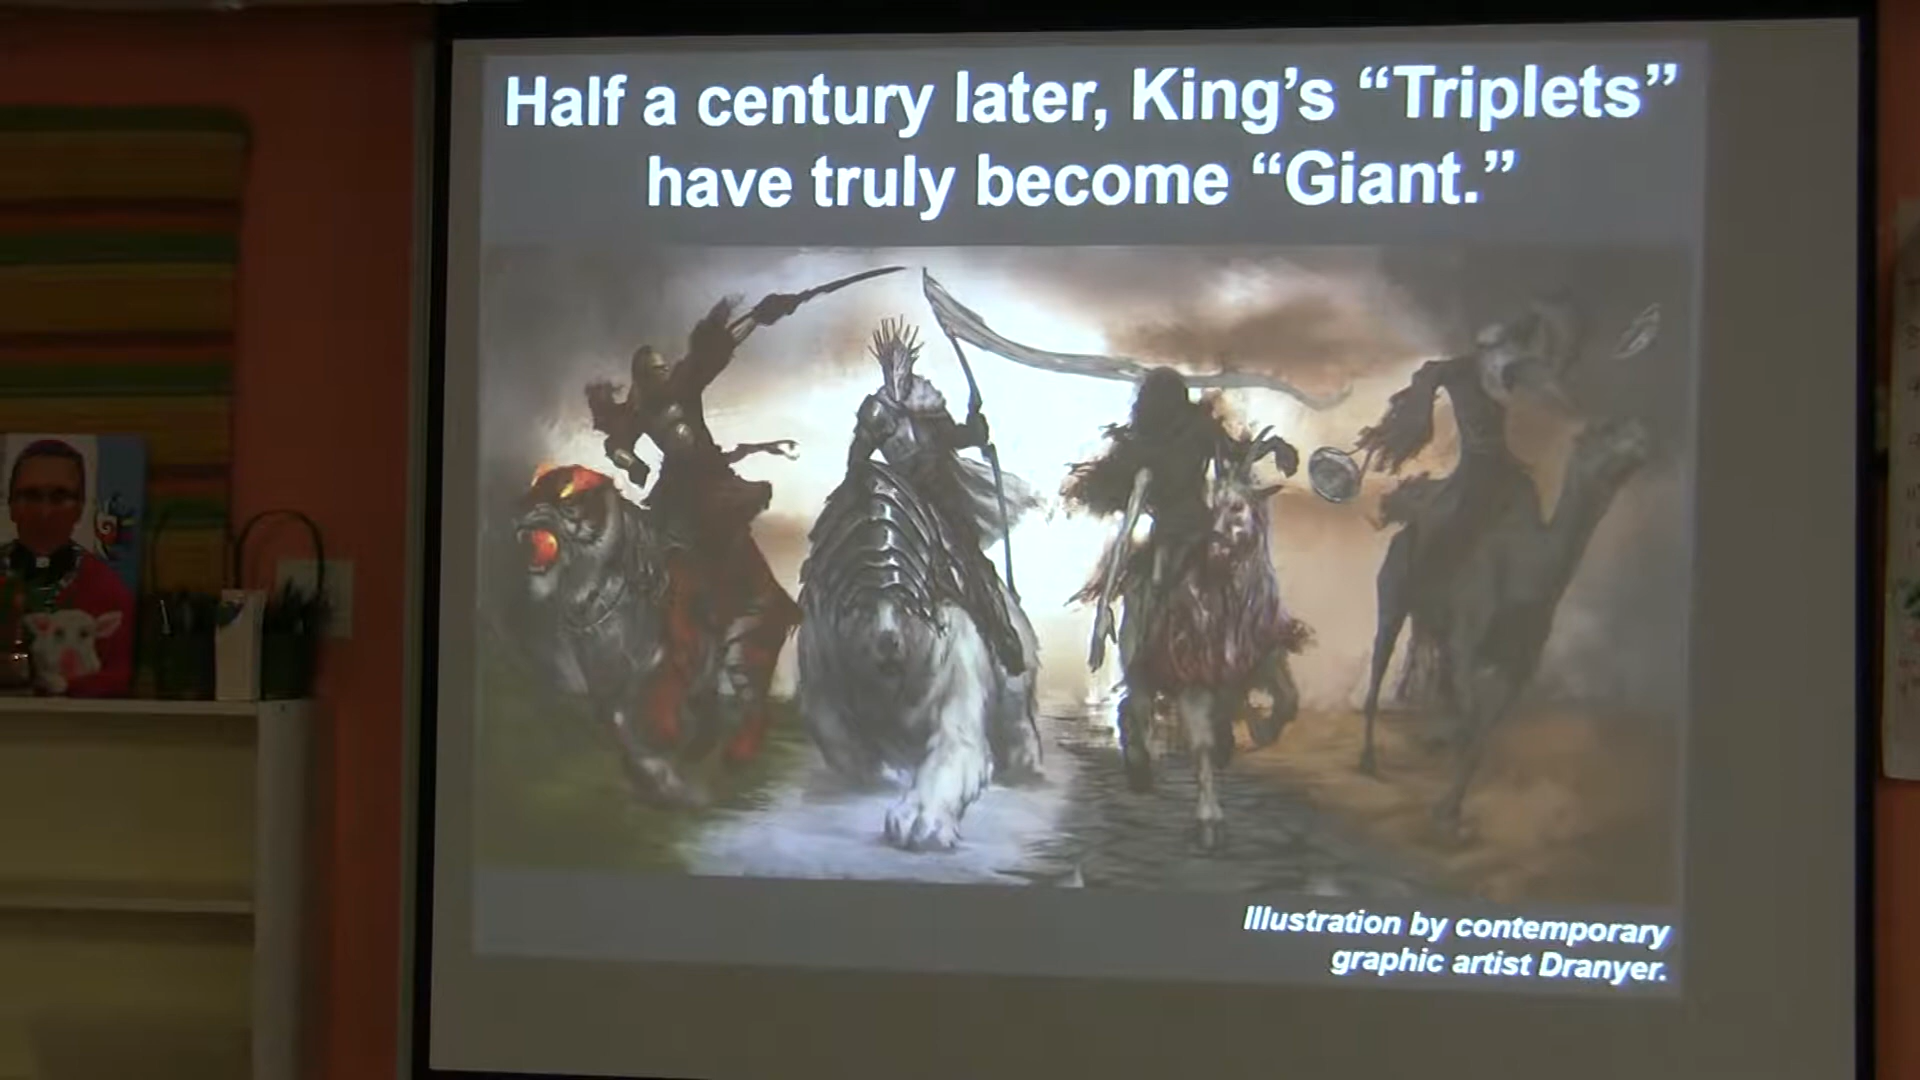 Half a century later, King’s “Triplets”
have truly become “Giant.”
Illustration by contemporary
graphic artist Dranyer.